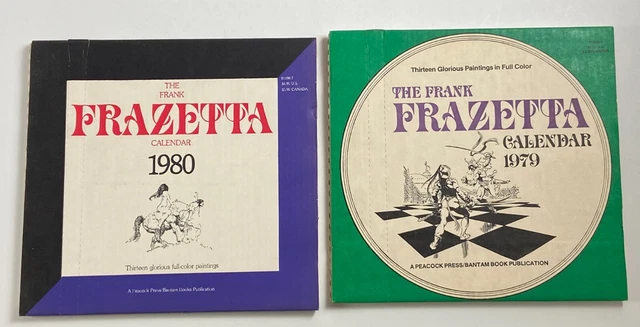 THE
FRANK
FRAZETTA
CALENDAR
1980
Thirteen glorious full-color paintings
A Peacock Press/Bantam Books Publication
Thirteen Glorious Paintings in Full Color
THE FRANK
FRAZETTA
CALENDAR
1979
A PEACOCK PRESS/BANTAM BOOK PUBLICATION